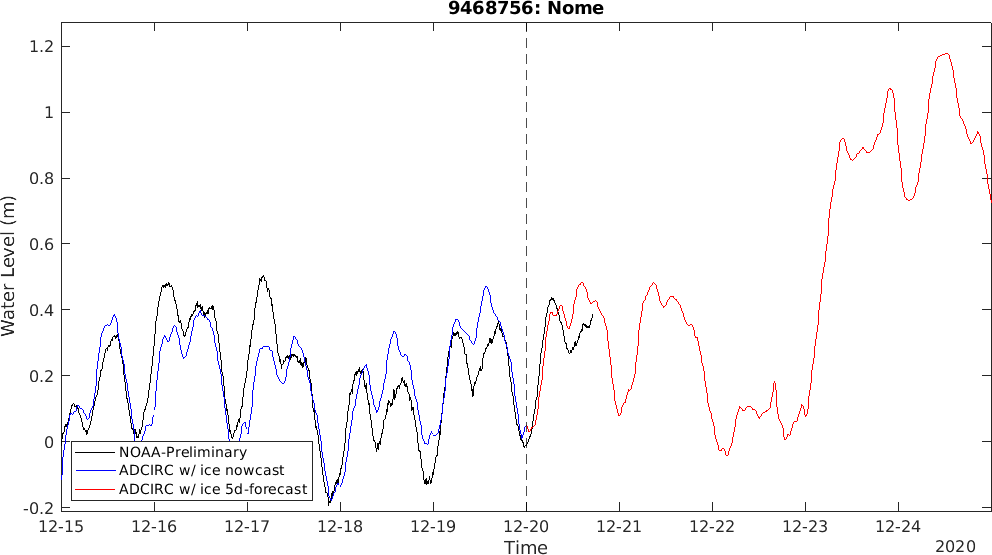 9468756: Nome
1.2
1
0.8
0.6
0.4
0.2
0
-0.2
Water Level (m)
NOAA-Preliminary
ADCIRC w/ ice nowcast
ADCIRC w/ ice 5d-forecast
12-15 12-16 12-17 12-18 12-19 12-20 12-21 12-22 12-23 12-24
Time
2020